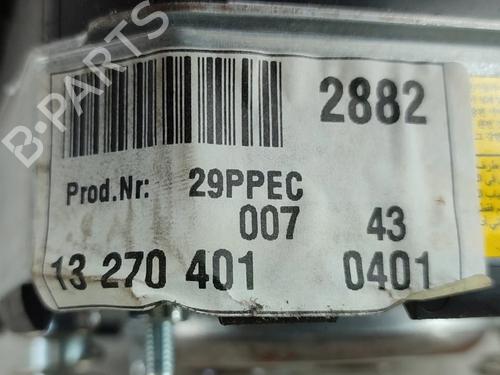 B-PARTS
2882
Prod.Nr: 29PPEC
007 43
13 270 401 0401